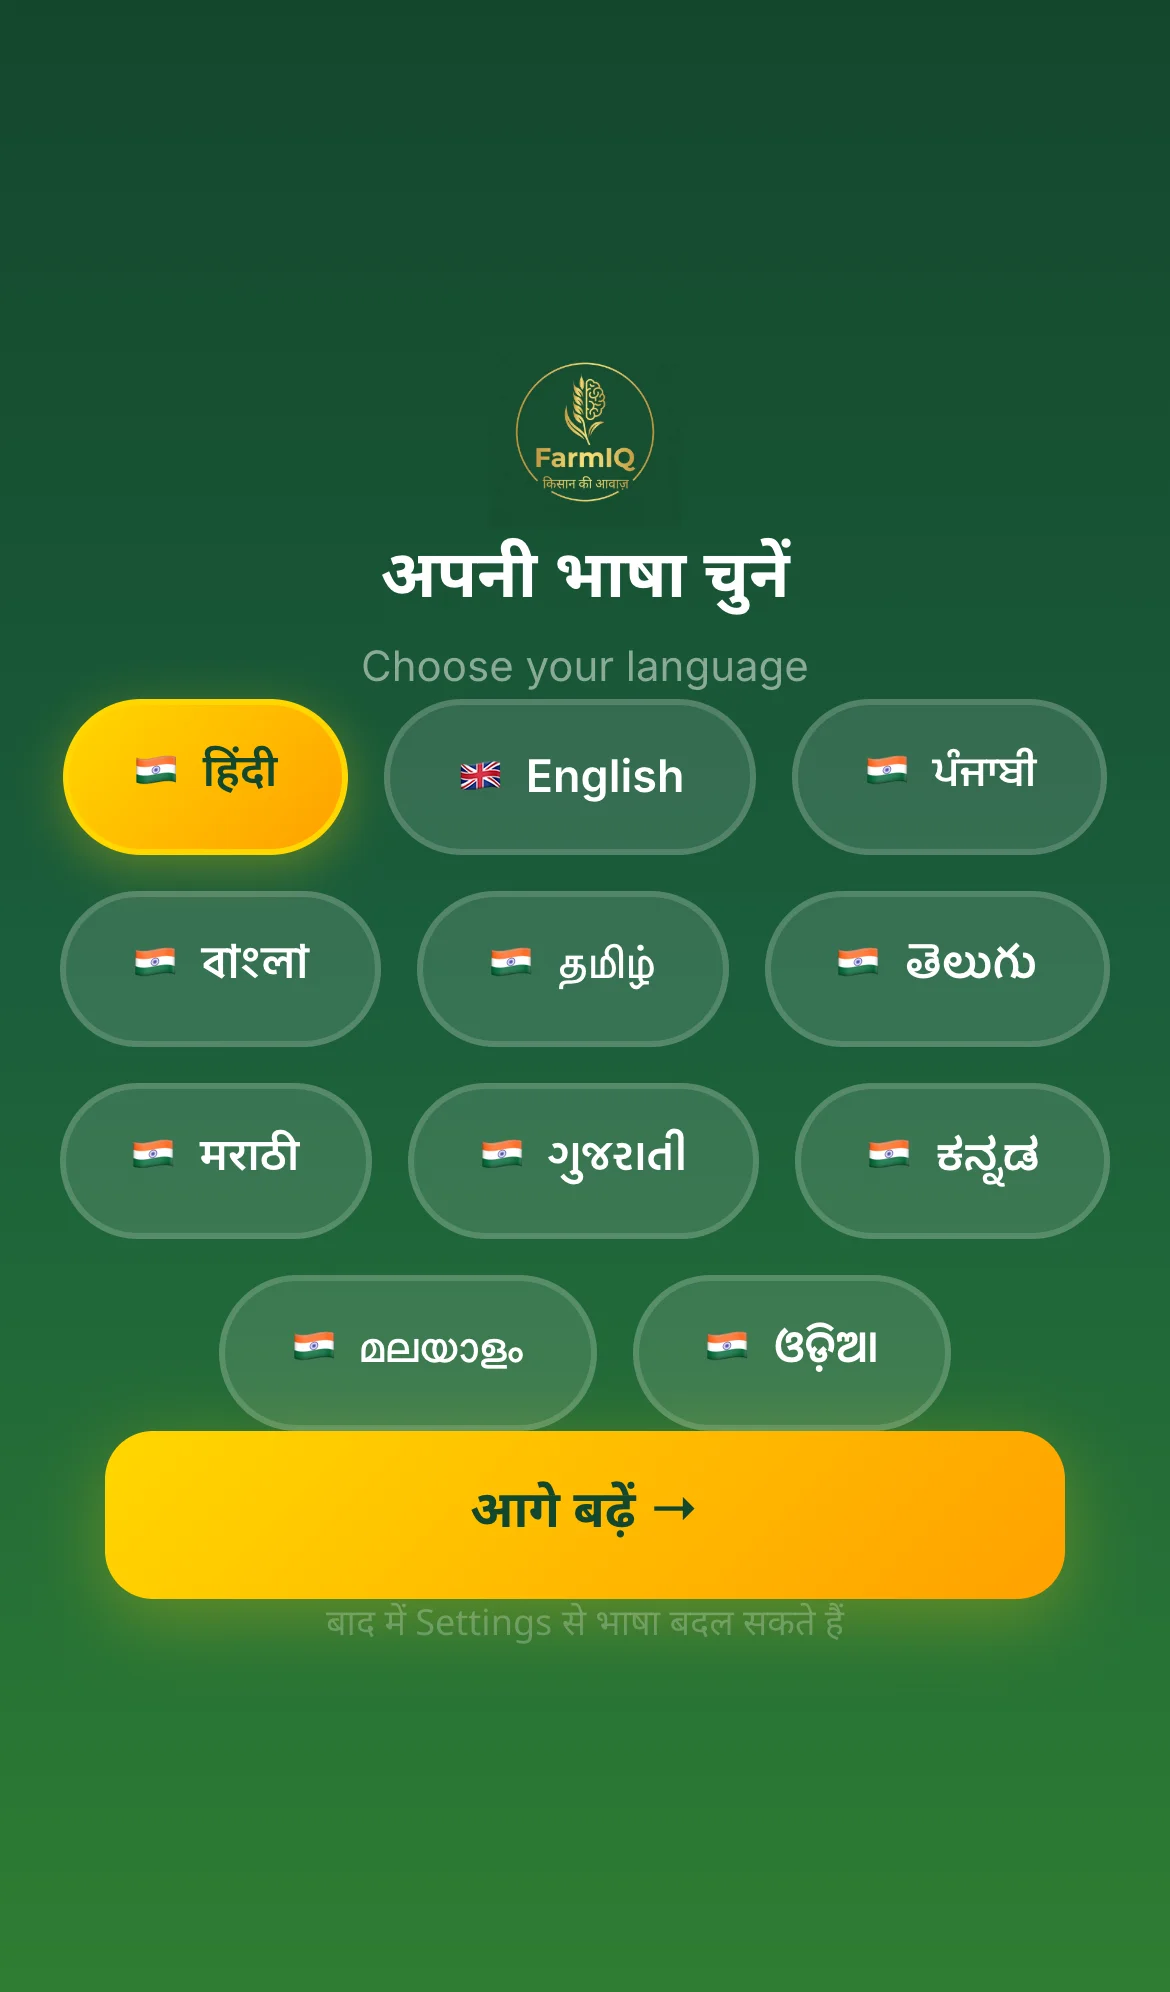 FarmIQ
किसान की आवाज़
अपनी भाषा चुनें
Choose your language
हिंदी
English
ਪੰਜਾਬੀ
বাংলা
தமிழ்
తెలుగు
मराठी
ગુજરાતી
ಕನ್ನಡ
മലയാളം
ଓଡ଼ିଆ
आगे बढ़ें →
बाद में Settings से भाषा बदल सकते हैं